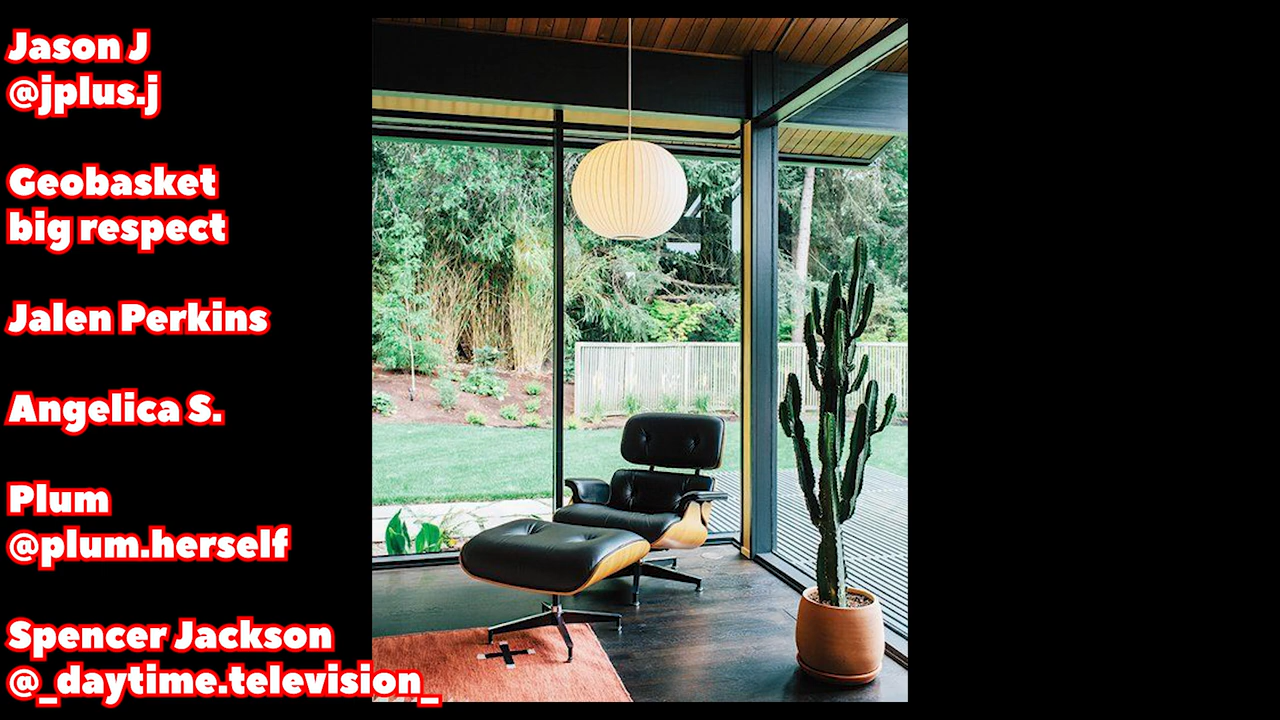 Jason J
@jplus.j
Geobasket
big respect
Jalen Perkins
Angelica S.
Plum
@plum.herself
Spencer Jackson
@_daytime.television_